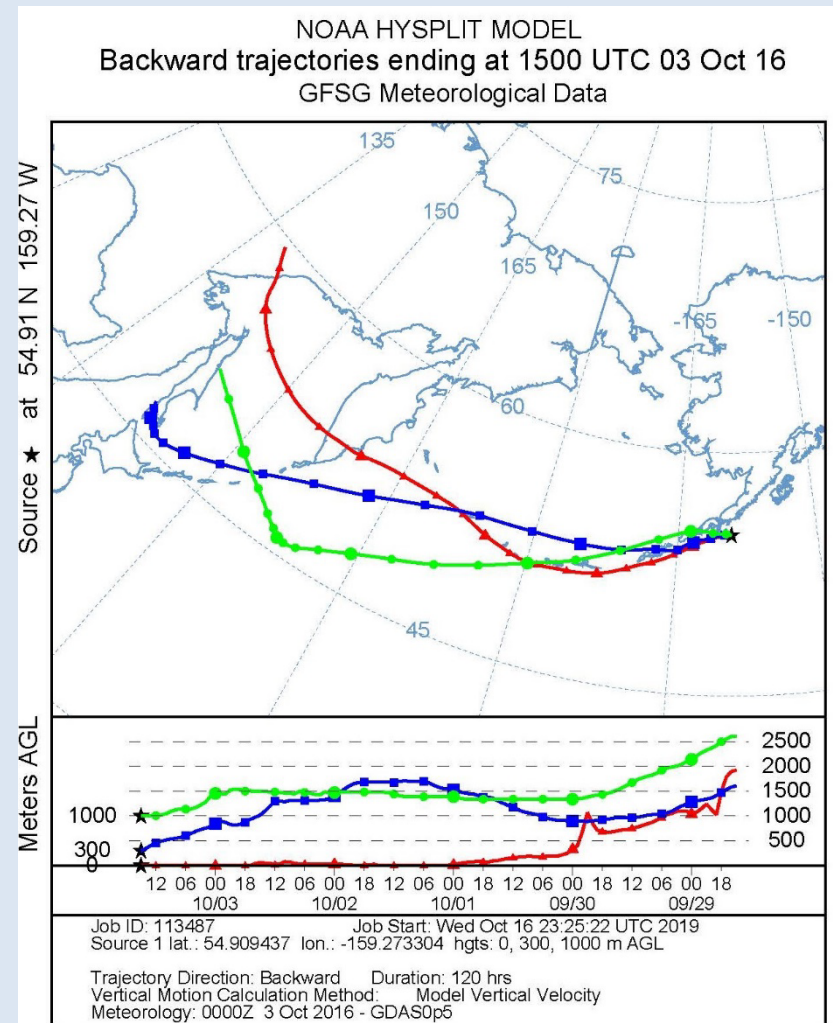 NOAA HYSPLIT MODEL
Backward trajectories ending at 1500 UTC 03 Oct 16
GFSG Meteorological Data
Source ★ at 54.91 N 159.27 W
135
75
150
165
-165
-150
60
45
Meters AGL
2500
2000
1500
1000
1000
500
300
0
12 06 00 18 12 06 00 18 12 06 00 18 12 06 00 18 12 06 00 18
10/03 10/02 10/01 09/30 09/29
Job ID: 113487 Job Start: Wed Oct 16 23:25:22 UTC 2019
Source 1 lat.: 54.909437 lon.: -159.273304 hgts: 0, 300, 1000 m AGL
Trajectory Direction: Backward Duration: 120 hrs
Vertical Motion Calculation Method: Model Vertical Velocity
Meteorology: 0000Z 3 Oct 2016 - GDAS0p5